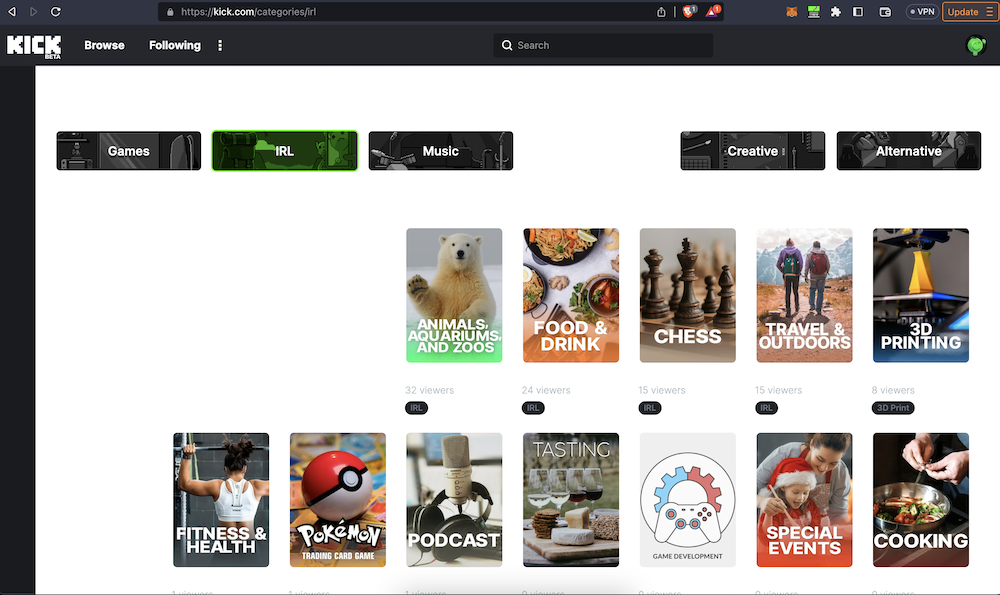 https://kick.com/categories/irl
1
1
VPN
Update
KICK
BETA
Browse
Following
Search
Games
IRL
Music
Creative
Alternative
ANIMALS,
AQUARIUMS,
AND ZOOS
FOOD &
DRINK
CHESS
TRAVEL &
OUTDOORS
3D
PRINTING
32 viewers
24 viewers
15 viewers
15 viewers
8 viewers
IRL
IRL
IRL
IRL
3D Print
FITNESS &
HEALTH
POKéMON
TRADING CARD GAME
PODCAST
TASTING
GAME DEVELOPMENT
SPECIAL
EVENTS
COOKING